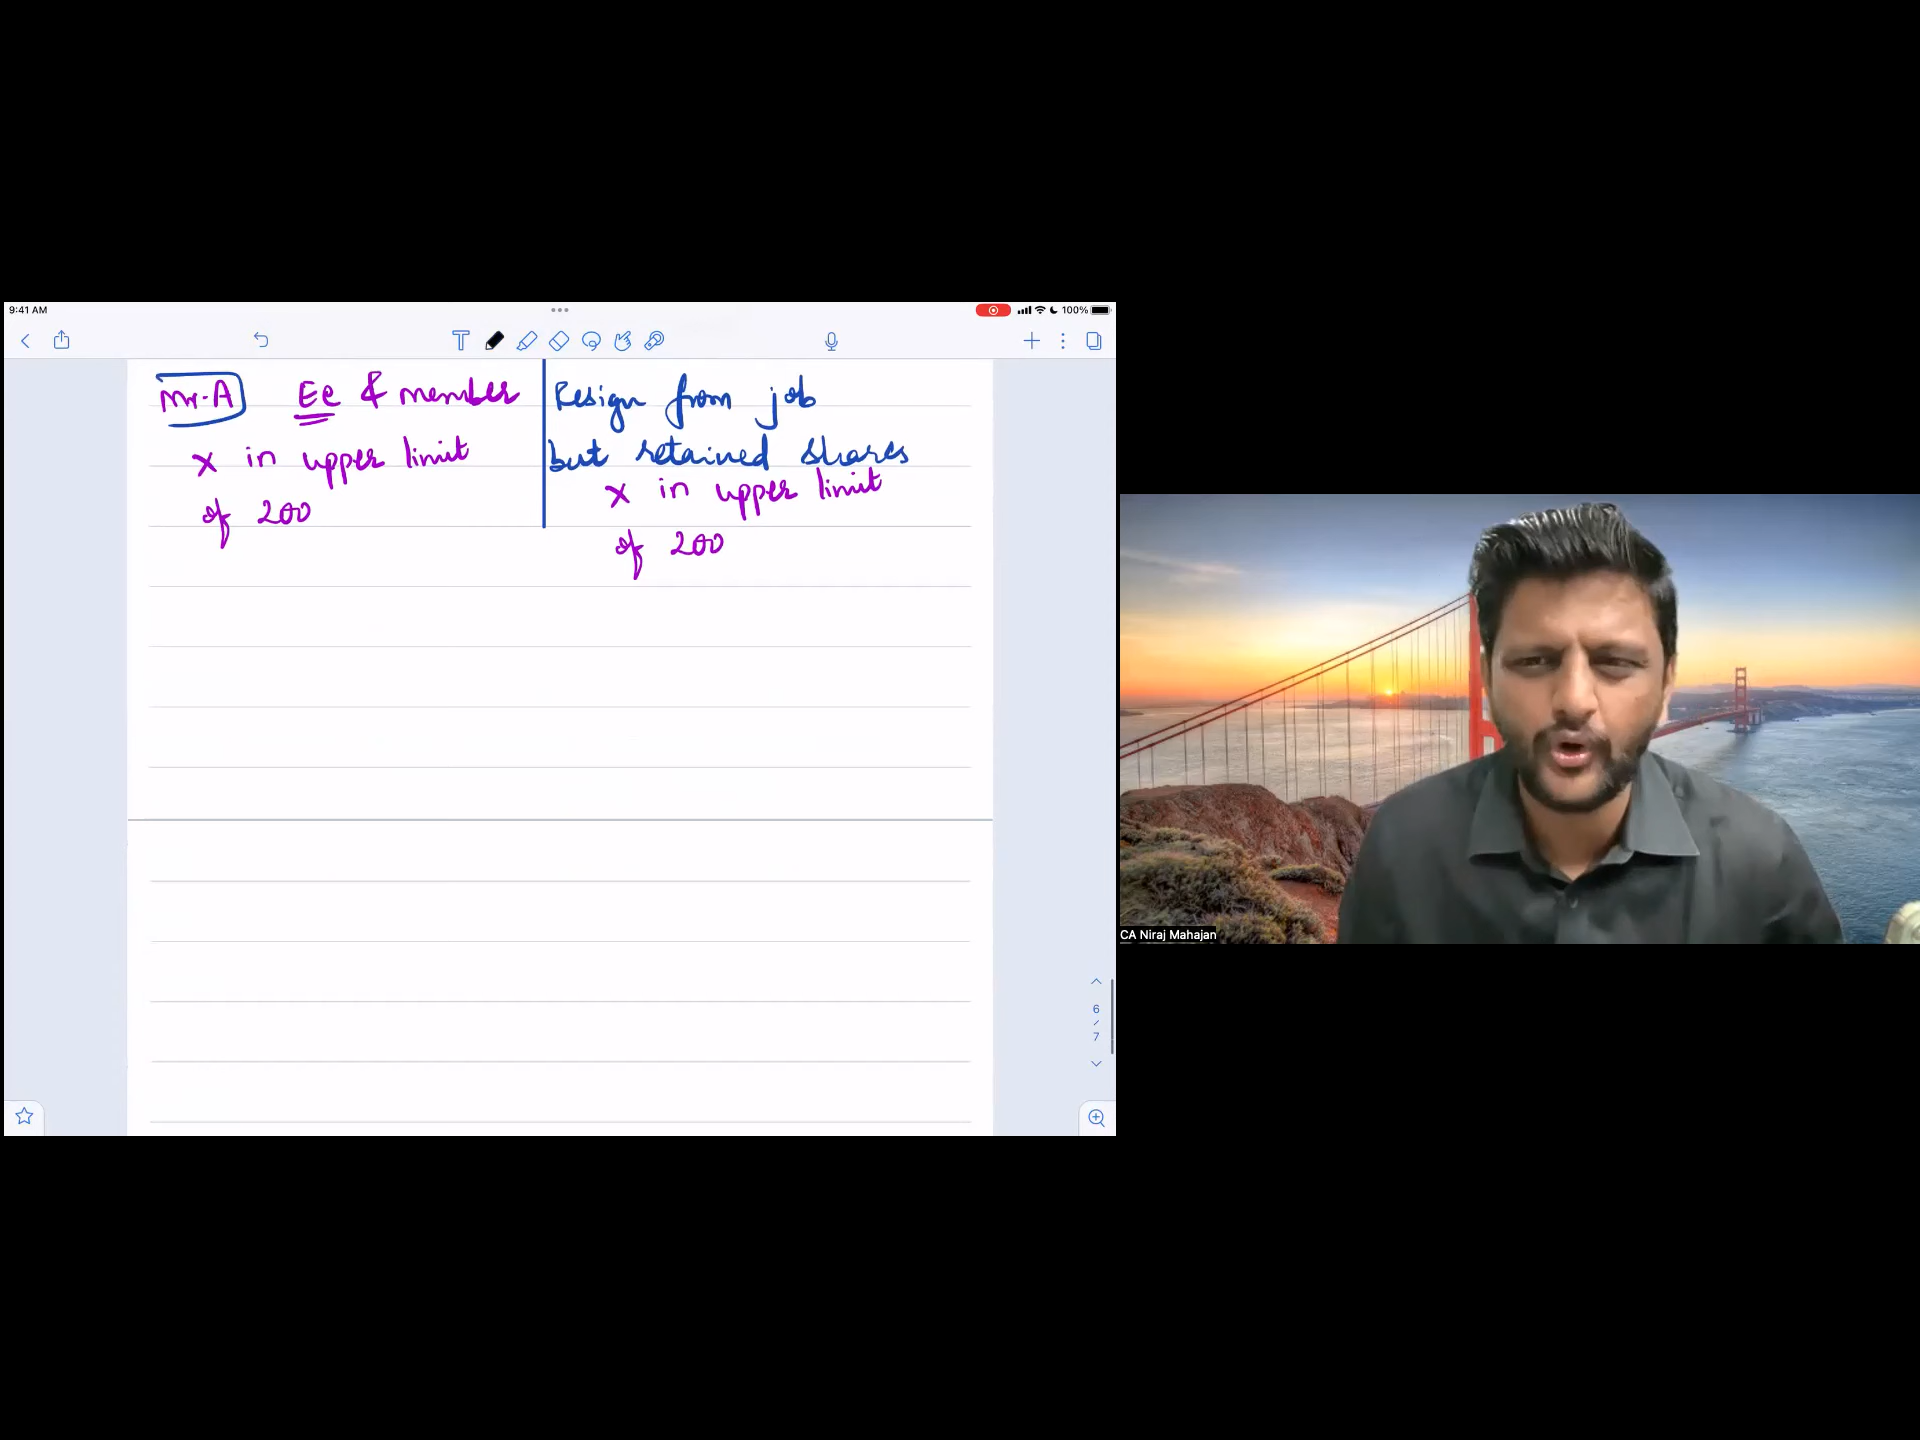 9:41 AM
100%
Mr.A Ee & member
x in upper limit
of 200
Resign from job
but retained shares
x in upper limit
of 200
CA Niraj Mahajan
6
/
7